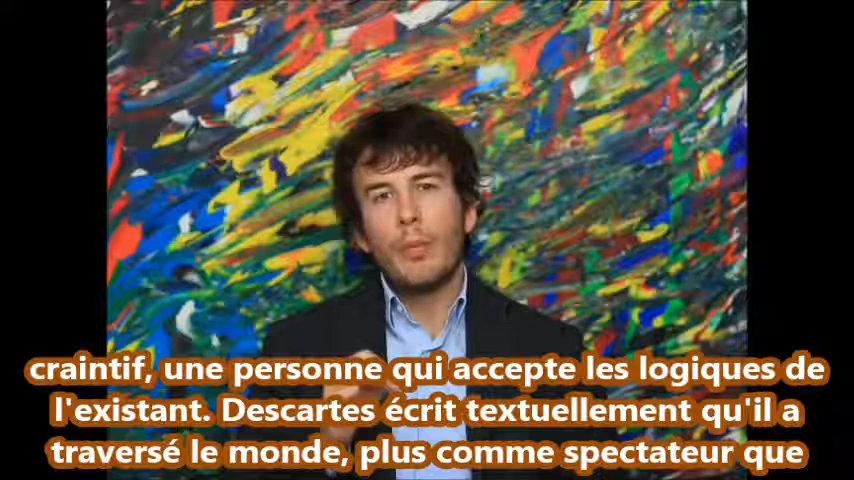 craintif, une personne qui accepte les logiques de
l'existant. Descartes écrit textuellement qu'il a
traversé le monde, plus comme spectateur que